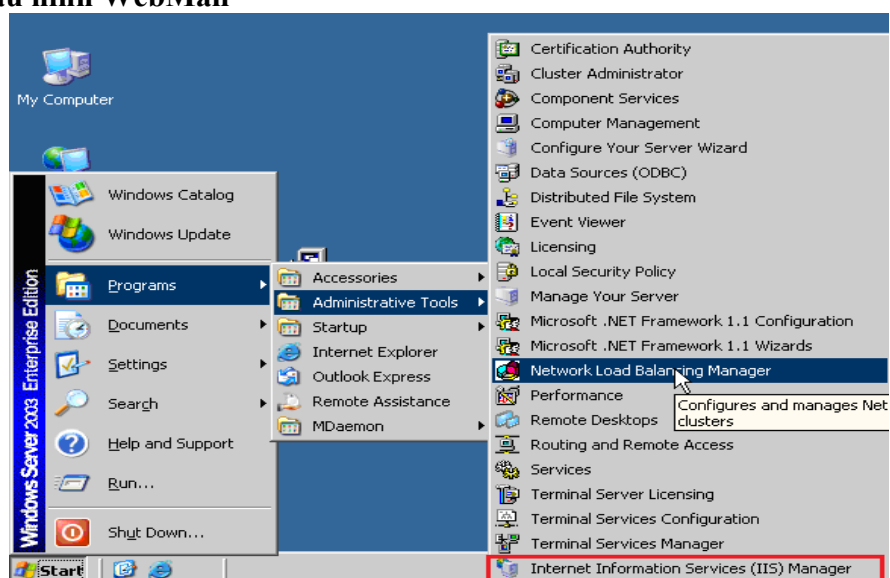 hình WebMail
My Computer
Windows Server 2003 Enterprise Edition
Windows Catalog
Windows Update
Programs
Documents
Settings
Search
Help and Support
Run...
Shut Down...
Start
Accessories
Administrative Tools
Startup
Internet Explorer
Outlook Express
Remote Assistance
MDaemon
Certification Authority
Cluster Administrator
Component Services
Computer Management
Configure Your Server Wizard
Data Sources (ODBC)
Distributed File System
Event Viewer
Licensing
Local Security Policy
Manage Your Server
Microsoft .NET Framework 1.1 Configuration
Microsoft .NET Framework 1.1 Wizards
Network Load Balancing Manager
Performance
Configures and manages Net
clusters
Remote Desktops
Routing and Remote Access
Services
Terminal Server Licensing
Terminal Services Configuration
Terminal Services Manager
Internet Information Services (IIS) Manager